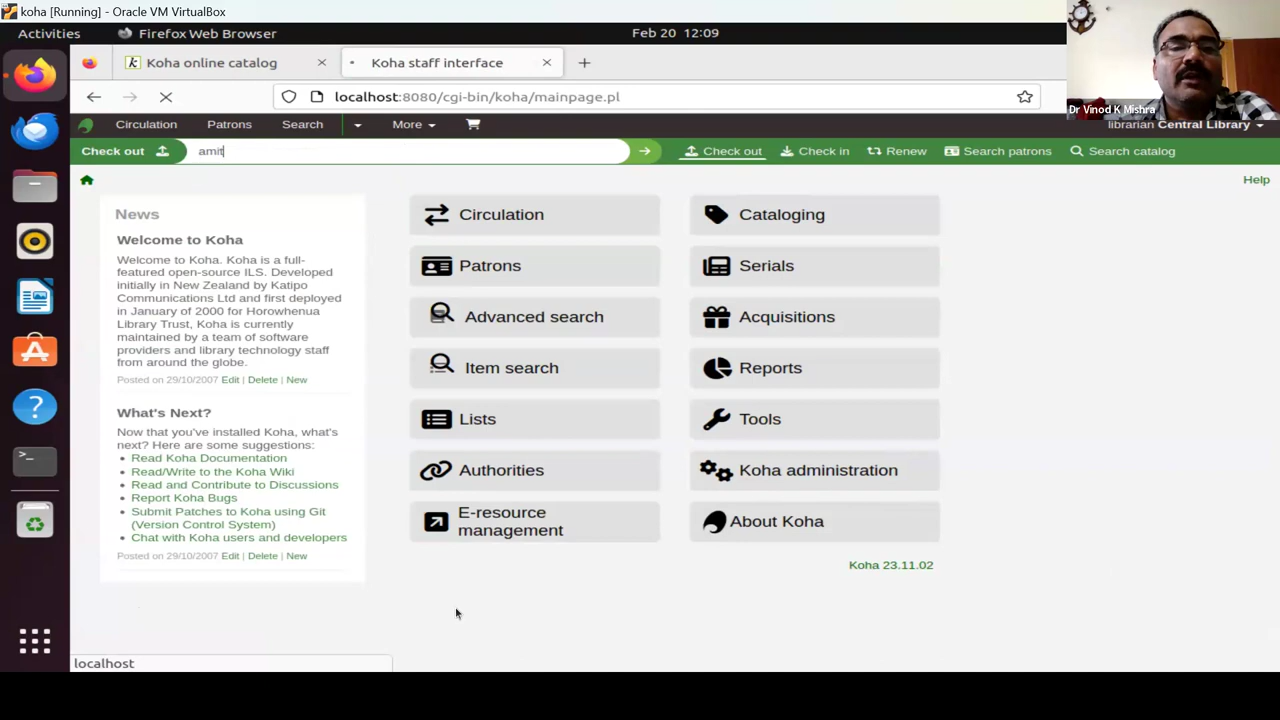 koha [Running] - Oracle VM VirtualBox
Activities
Firefox Web Browser
Feb 20 12:09
Koha online catalog
Koha staff interface
localhost:8080/cgi-bin/koha/mainpage.pl
Dr Vinod K Mishra
Circulation
Patrons
Search
More
librarian Central Library
Check out
amit
Check out
Check in
Renew
Search patrons
Search catalog
Help
News
Welcome to Koha
Welcome to Koha. Koha is a full-
featured open-source ILS. Developed
initially in New Zealand by Katipo
Communications Ltd and first deployed
in January of 2000 for Horowhenua
Library Trust, Koha is currently
maintained by a team of software
providers and library technology staff
from around the globe.
Posted on 29/10/2007 Edit | Delete | New
What's Next?
Now that you've installed Koha, what's
next? Here are some suggestions:
Read Koha Documentation
Read/Write to the Koha Wiki
Read and Contribute to Discussions
Report Koha Bugs
Submit Patches to Koha using Git
(Version Control System)
Chat with Koha users and developers
Posted on 29/10/2007 Edit | Delete | New
Circulation
Cataloging
Patrons
Serials
Advanced search
Acquisitions
Item search
Reports
Lists
Tools
Authorities
Koha administration
E-resource
management
About Koha
Koha 23.11.02
localhost